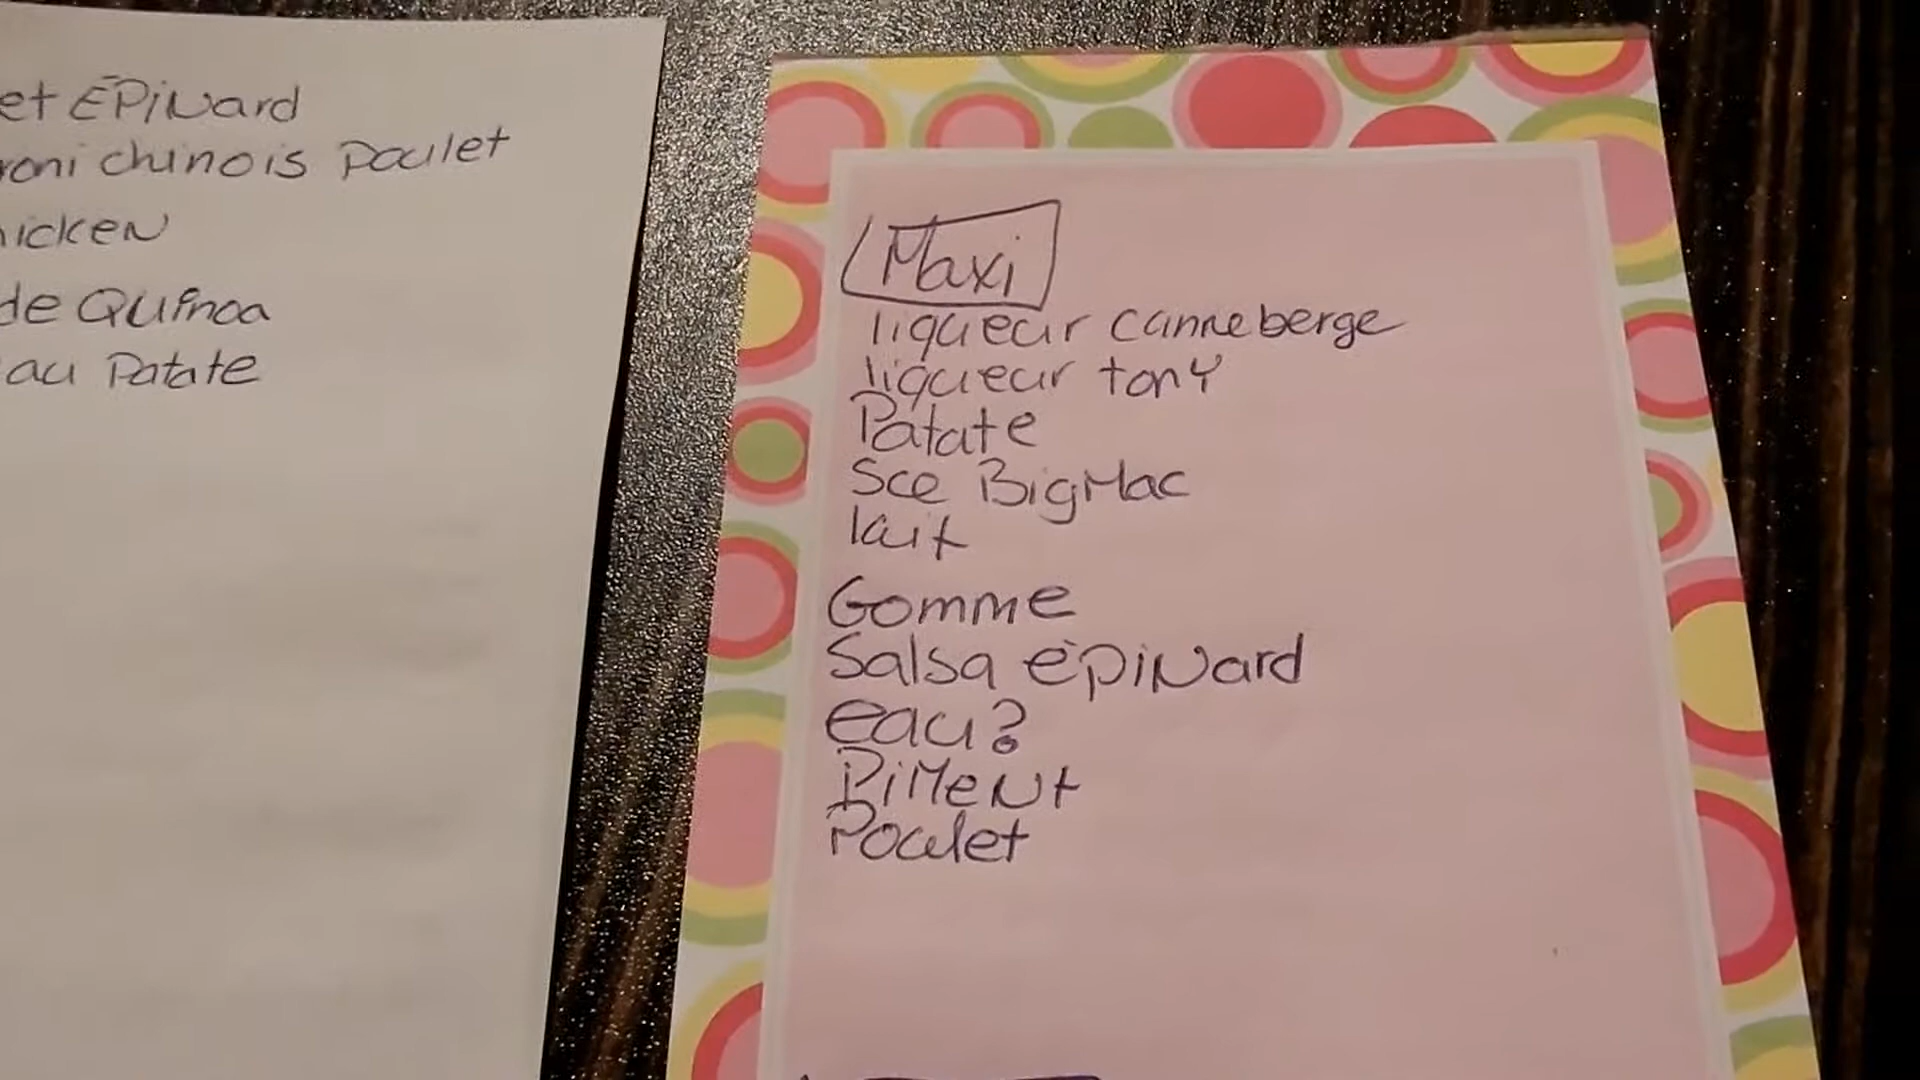 et ÉPiNard
roni chinois Poulet
hicken
de Quinoa
au Patate
Maxi
liqueur canneberge
liqueur tony
Patate
Sce BigMac
lait
Gomme
Salsa éPiNard
eau?
PiMeNt
Poulet